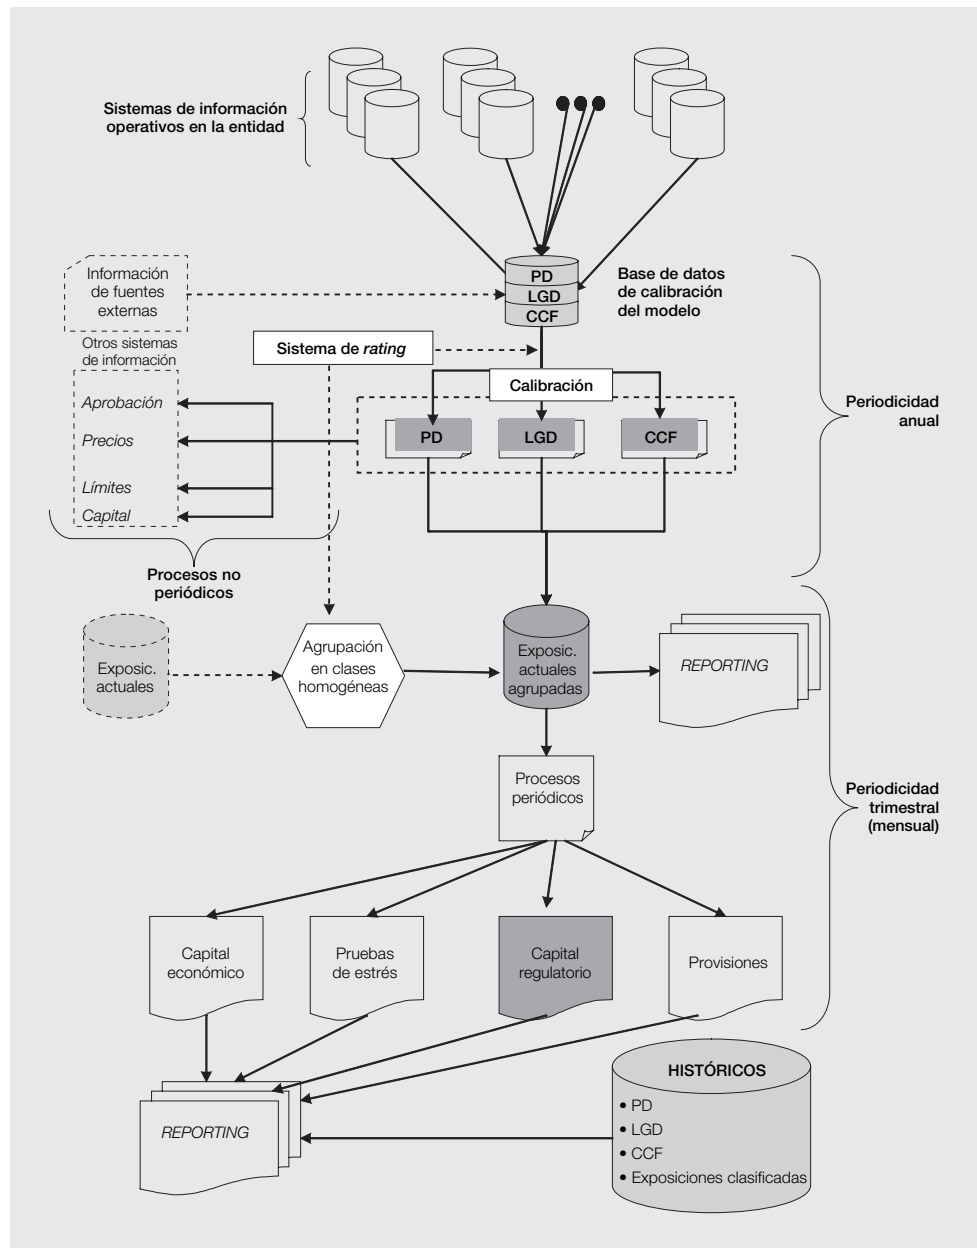 Sistemas de información
operativos en la entidad
PD
LGD
CCF
Base de datos
de calibración
del modelo
Información
de fuentes
externas
Otros sistemas
de información
Sistema de rating
Calibración
Aprobación
Precios
Límites
Capital
PD
LGD
CCF
Periodicidad
anual
Procesos no
periódicos
Exposic.
actuales
Agrupación
en clases
homogéneas
Exposic.
actuales
agrupadas
REPORTING
Procesos
periódicos
Periodicidad
trimestral
(mensual)
Capital
económico
Pruebas
de estrés
Capital
regulatorio
Provisiones
REPORTING
HISTÓRICOS
• PD
• LGD
• CCF
• Exposiciones clasificadas